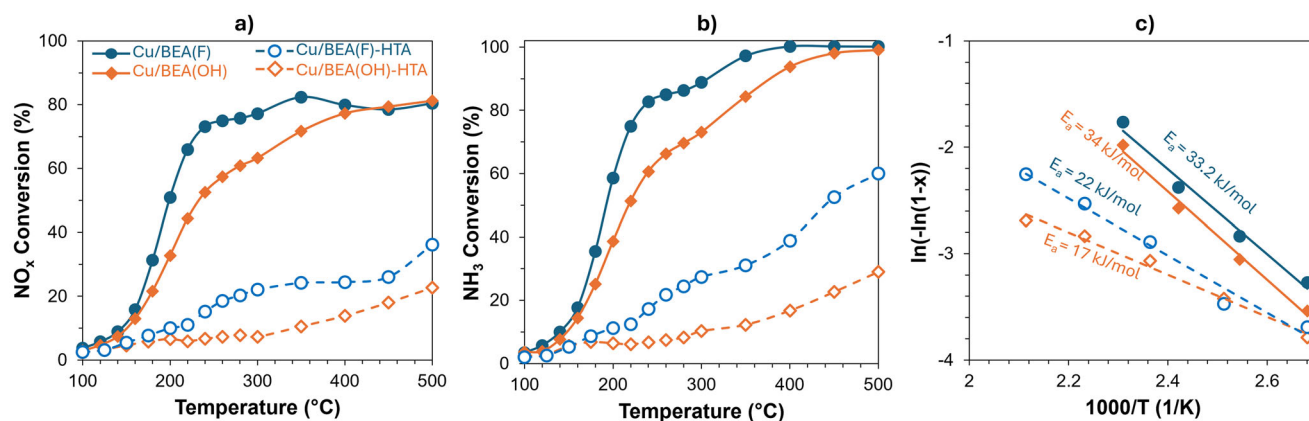 a)
Cu/BEA(F)
Cu/BEA(F)-HTA
Cu/BEA(OH)
Cu/BEA(OH)-HTA
NOx Conversion (%)
100
80
60
40
20
0
100
200
300
400
500
Temperature (°C)
b)
NH3 Conversion (%)
100
80
60
40
20
0
100
200
300
400
500
Temperature (°C)
c)
ln(-ln(1-x))
-1
-2
-3
-4
Ea = 34 kJ/mol
Ea = 33.2 kJ/mol
Ea = 22 kJ/mol
Ea = 17 kJ/mol
2
2.2
2.4
2.6
1000/T (1/K)